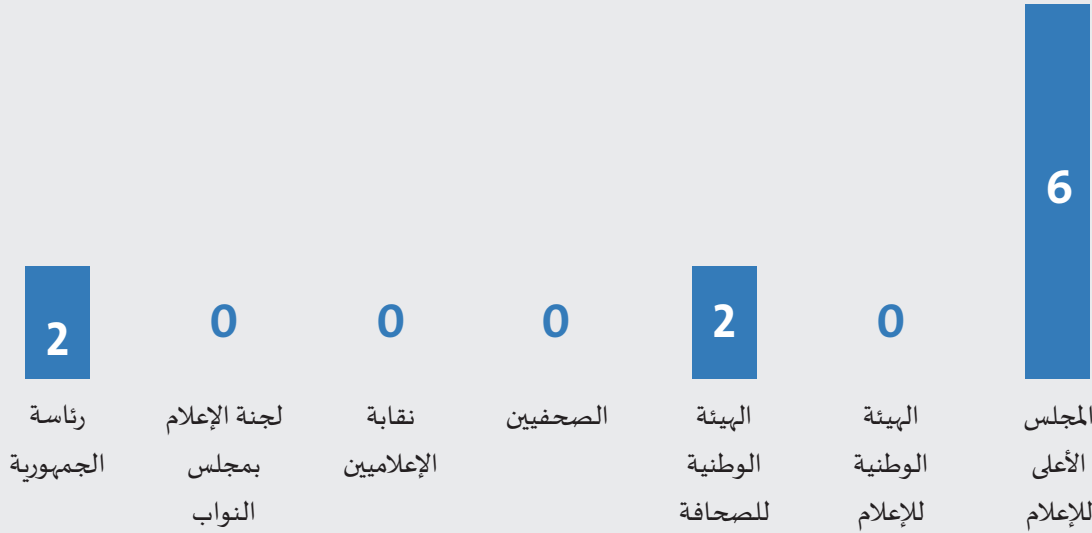 6
0
2
0
0
0
2
المجلس
الأعلى
للإعلام
الهيئة
الوطنية
للإعلام
الهيئة
الوطنية
للصحافة
الصحفيين
نقابة
الإعلاميين
لجنة الإعلام
بمجلس
النواب
رئاسة
الجمهورية